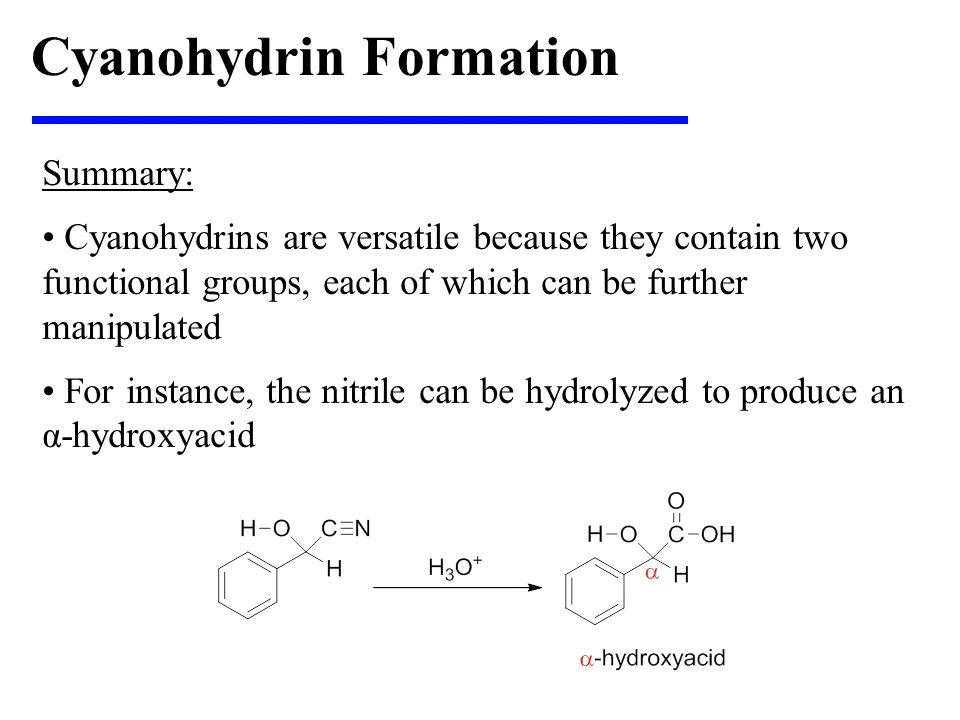 Cyanohydrin Formation
Summary:
• Cyanohydrins are versatile because they contain two
functional groups, each of which can be further
manipulated
• For instance, the nitrile can be hydrolyzed to produce an
α-hydroxyacid
H–O C≡N
H
H₃O⁺
O
H–O C–OH
α H
α-hydroxyacid